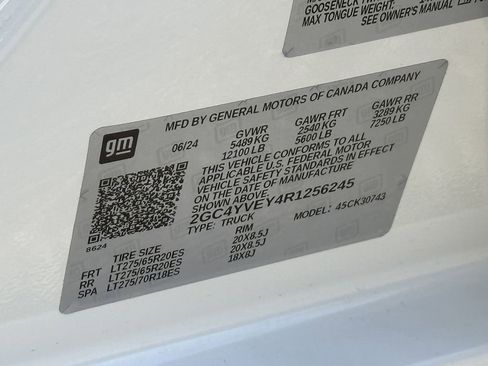 GOOSENECK TW
MAX TONGUE WEIGHT:
SEE OWNER'S MANUAL
gm
MFD BY GENERAL MOTORS OF CANADA COMPANY
06/24 GVWR GAWR FRT GAWR RR
5489 KG 2540 KG 3289 KG
12100 LB 5600 LB 7250 LB
THIS VEHICLE CONFORMS TO ALL
APPLICABLE U.S. FEDERAL MOTOR
VEHICLE SAFETY STANDARDS IN EFFECT
ON THE DATE OF MANUFACTURE
SHOWN ABOVE.
2GC4YVEY4R1256245
TYPE: TRUCK MODEL: 45CK30743
8624
TIRE SIZE RIM
FRT LT275/65R20ES 20X8.5J
RR LT275/65R20ES 20X8.5J
SPA LT275/70R18ES 18X8J